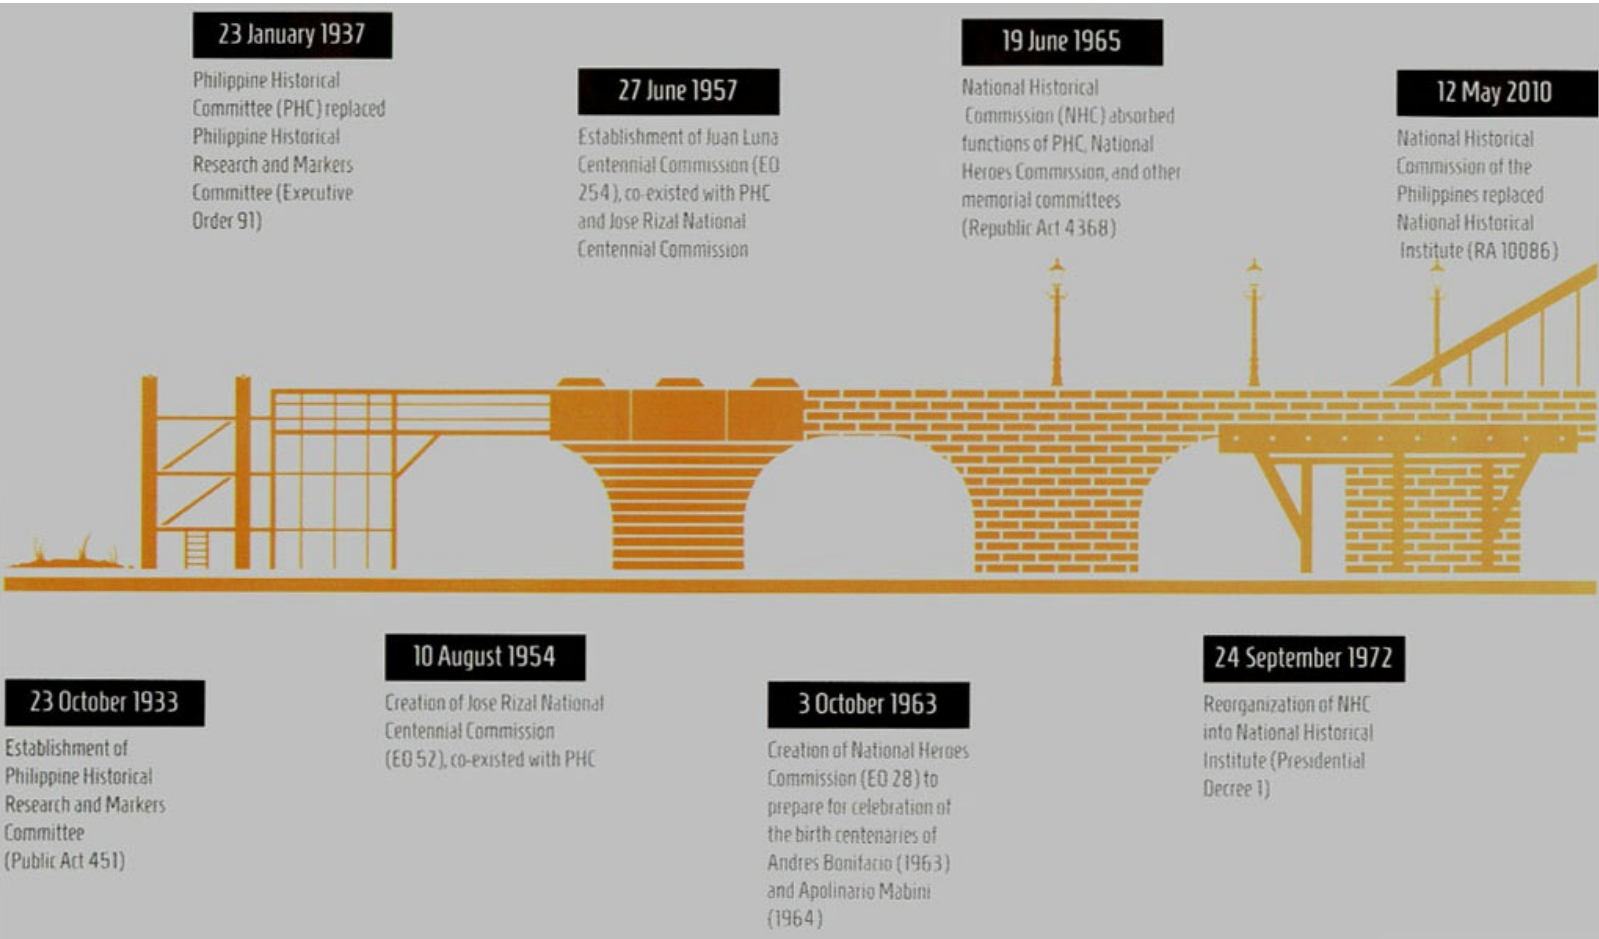 23 January 1937
Philippine Historical
Committee (PHC) replaced
Philippine Historical
Research and Markers
Committee (Executive
Order 91)
27 June 1957
Establishment of Juan Luna
Centennial Commission (EO
254), co-existed with PHC
and Jose Rizal National
Centennial Commission
19 June 1965
National Historical
Commission (NHC) absorbed
functions of PHC, National
Heroes Commission, and other
memorial committees
(Republic Act 4368)
12 May 2010
National Historical
Commission of the
Philippines replaced
National Historical
Institute (RA 10086)
23 October 1933
Establishment of
Philippine Historical
Research and Markers
Committee
(Public Act 451)
10 August 1954
Creation of Jose Rizal National
Centennial Commission
(EO 52), co-existed with PHC
3 October 1963
Creation of National Heroes
Commission (EO 28) to
prepare for celebration of
the birth centenaries of
Andres Bonifacio (1963)
and Apolinario Mabini
(1964)
24 September 1972
Reorganization of NHC
into National Historical
Institute (Presidential
Decree 1)